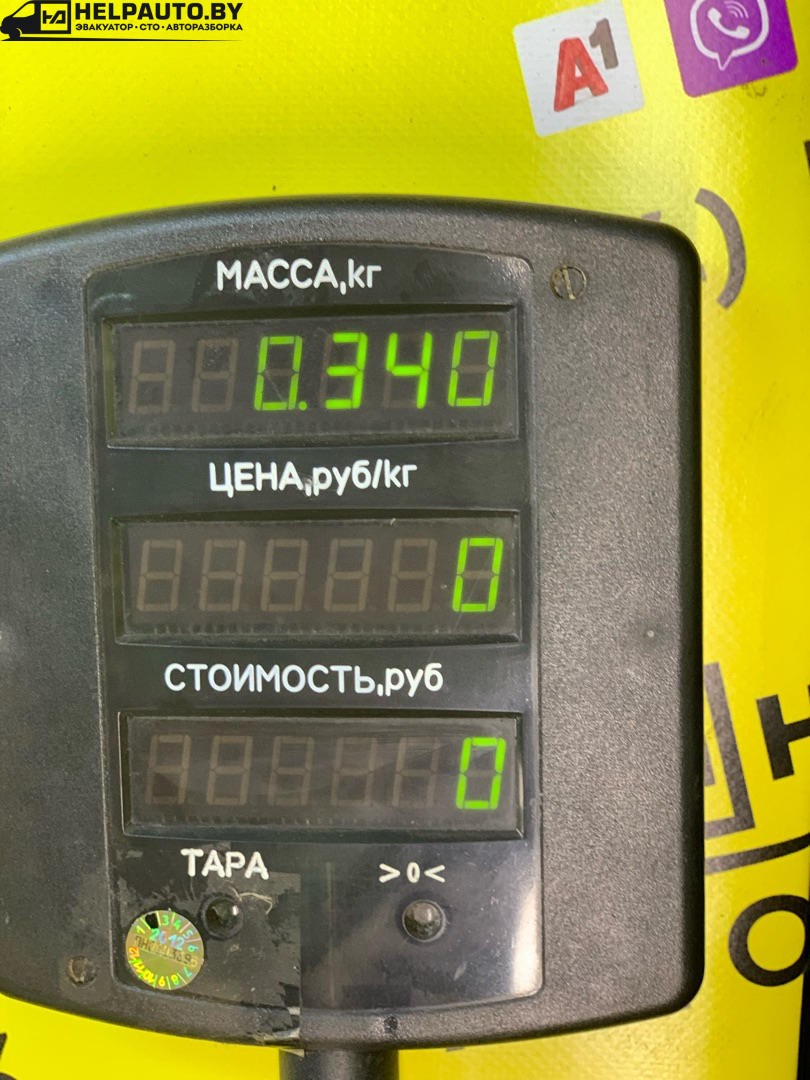 HELPAUTO.BY
ЭВАКУАТОР • СТО • АВТОРАЗБОРКА
A1
МАССА,кг
0.340
ЦЕНА,руб/кг
0
СТОИМОСТЬ,руб
0
ТАРА >0<